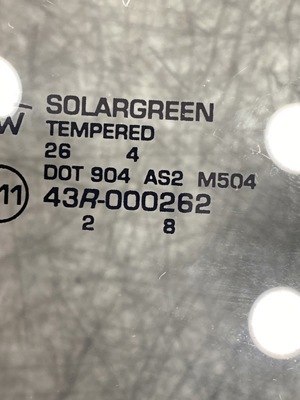 SOLARGREEN
W TEMPERED
26 4
DOT 904 AS2 M504
11 43R-000262
2 8